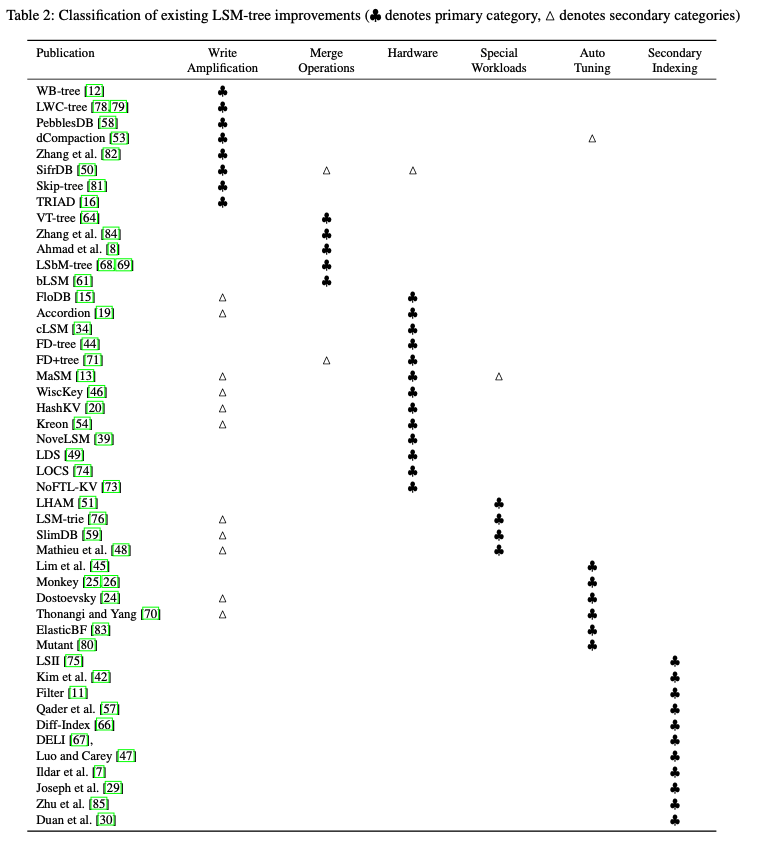 Table 2: Classification of existing LSM-tree improvements (♣ denotes primary category, △ denotes secondary categories)
Publication Write Amplification Merge Operations Hardware Special Workloads Auto Tuning Secondary Indexing
WB-tree [12] ♣
LWC-tree [78,79] ♣
PebblesDB [58] ♣
dCompaction [53] ♣ △
Zhang et al. [82] ♣
SifrDB [50] ♣ △ △
Skip-tree [81] ♣
TRIAD [16] ♣
VT-tree [64] ♣
Zhang et al. [84] ♣
Ahmad et al. [8] ♣
LSbM-tree [68,69] ♣
bLSM [61] ♣
FloDB [15] △ ♣
Accordion [19] △ ♣
cLSM [34] ♣
FD-tree [44] ♣
FD+tree [71] △ ♣
MaSM [13] △ ♣ △
WiscKey [46] △ ♣
HashKV [20] △ ♣
Kreon [54] △ ♣
NoveLSM [39] ♣
LDS [49] ♣
LOCS [74] ♣
NoFTL-KV [73] ♣
LHAM [51] ♣
LSM-trie [76] △ ♣
SlimDB [59] △ ♣
Mathieu et al. [48] △ ♣
Lim et al. [45] ♣
Monkey [25,26] ♣
Dostoevsky [24] △ ♣
Thonangi and Yang [70] △ ♣
ElasticBF [83] ♣
Mutant [80] ♣
LSII [75] ♣
Kim et al. [42] ♣
Filter [11] ♣
Qader et al. [57] ♣
Diff-Index [66] ♣
DELI [67], ♣
Luo and Carey [47] ♣
Ildar et al. [7] ♣
Joseph et al. [29] ♣
Zhu et al. [85] ♣
Duan et al. [30] ♣